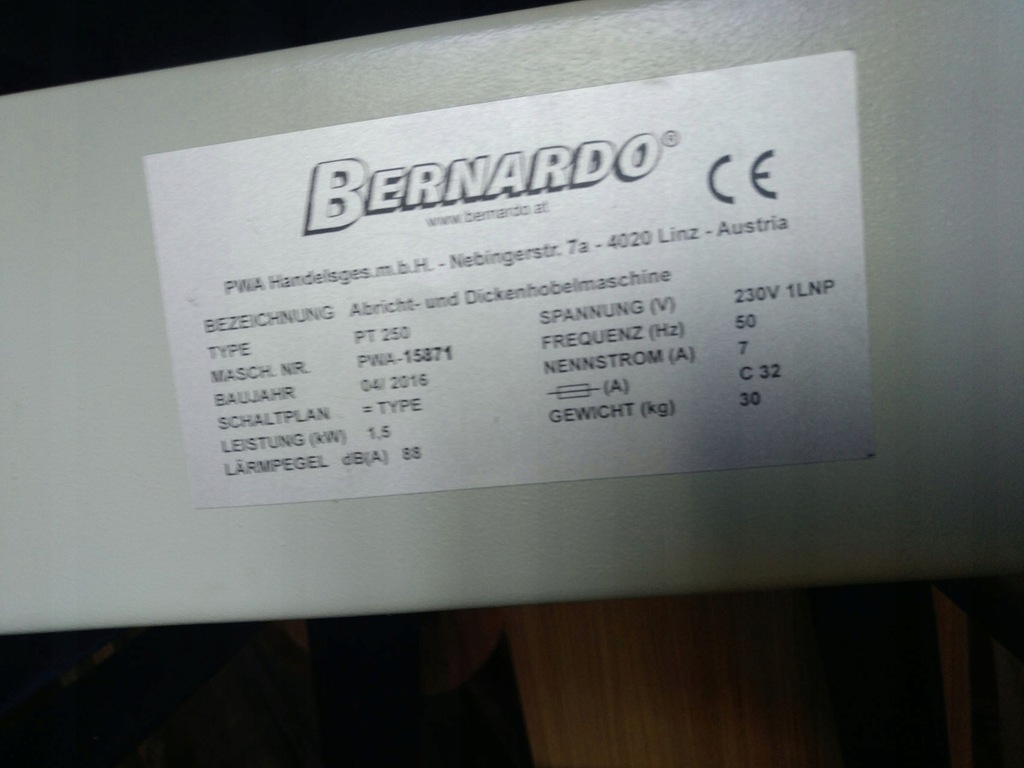 BERNARDO®
CE
www.bernardo.at
PWA Handelsges.m.b.H. - Nebingerstr. 7a - 4020 Linz - Austria
BEZEICHNUNG Abricht- und Dickenhobelmaschine
TYPE PT 250
MASCH. NR. PWA-15871
BAUJAHR 04/ 2016
SCHALTPLAN = TYPE
LEISTUNG (kW) 1,5
LÄRMPEGEL dB(A) 88
SPANNUNG (V) 230V 1LNP
FREQUENZ (Hz) 50
NENNSTROM (A) 7
(A) C 32
GEWICHT (kg) 30